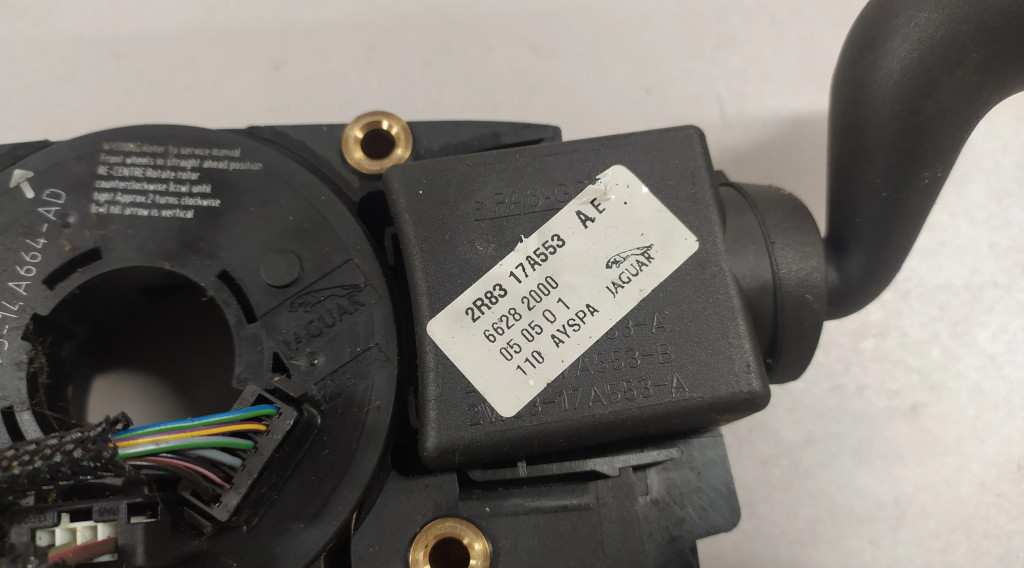 WARNING Refer to service manual
Front wheels in straight ahead position
RE-CENTRE Rotate rotor
counterclockwise (ccw) until
tight Approx 2 turns clockwise
(cw) till arrow is vertical
-14A664-AD
JAGUAR
2R83 17A553 AE
6628 2000
05 05 0 1
110 AYSPA
JAGUAR
-A
A553-B
-17A553-A